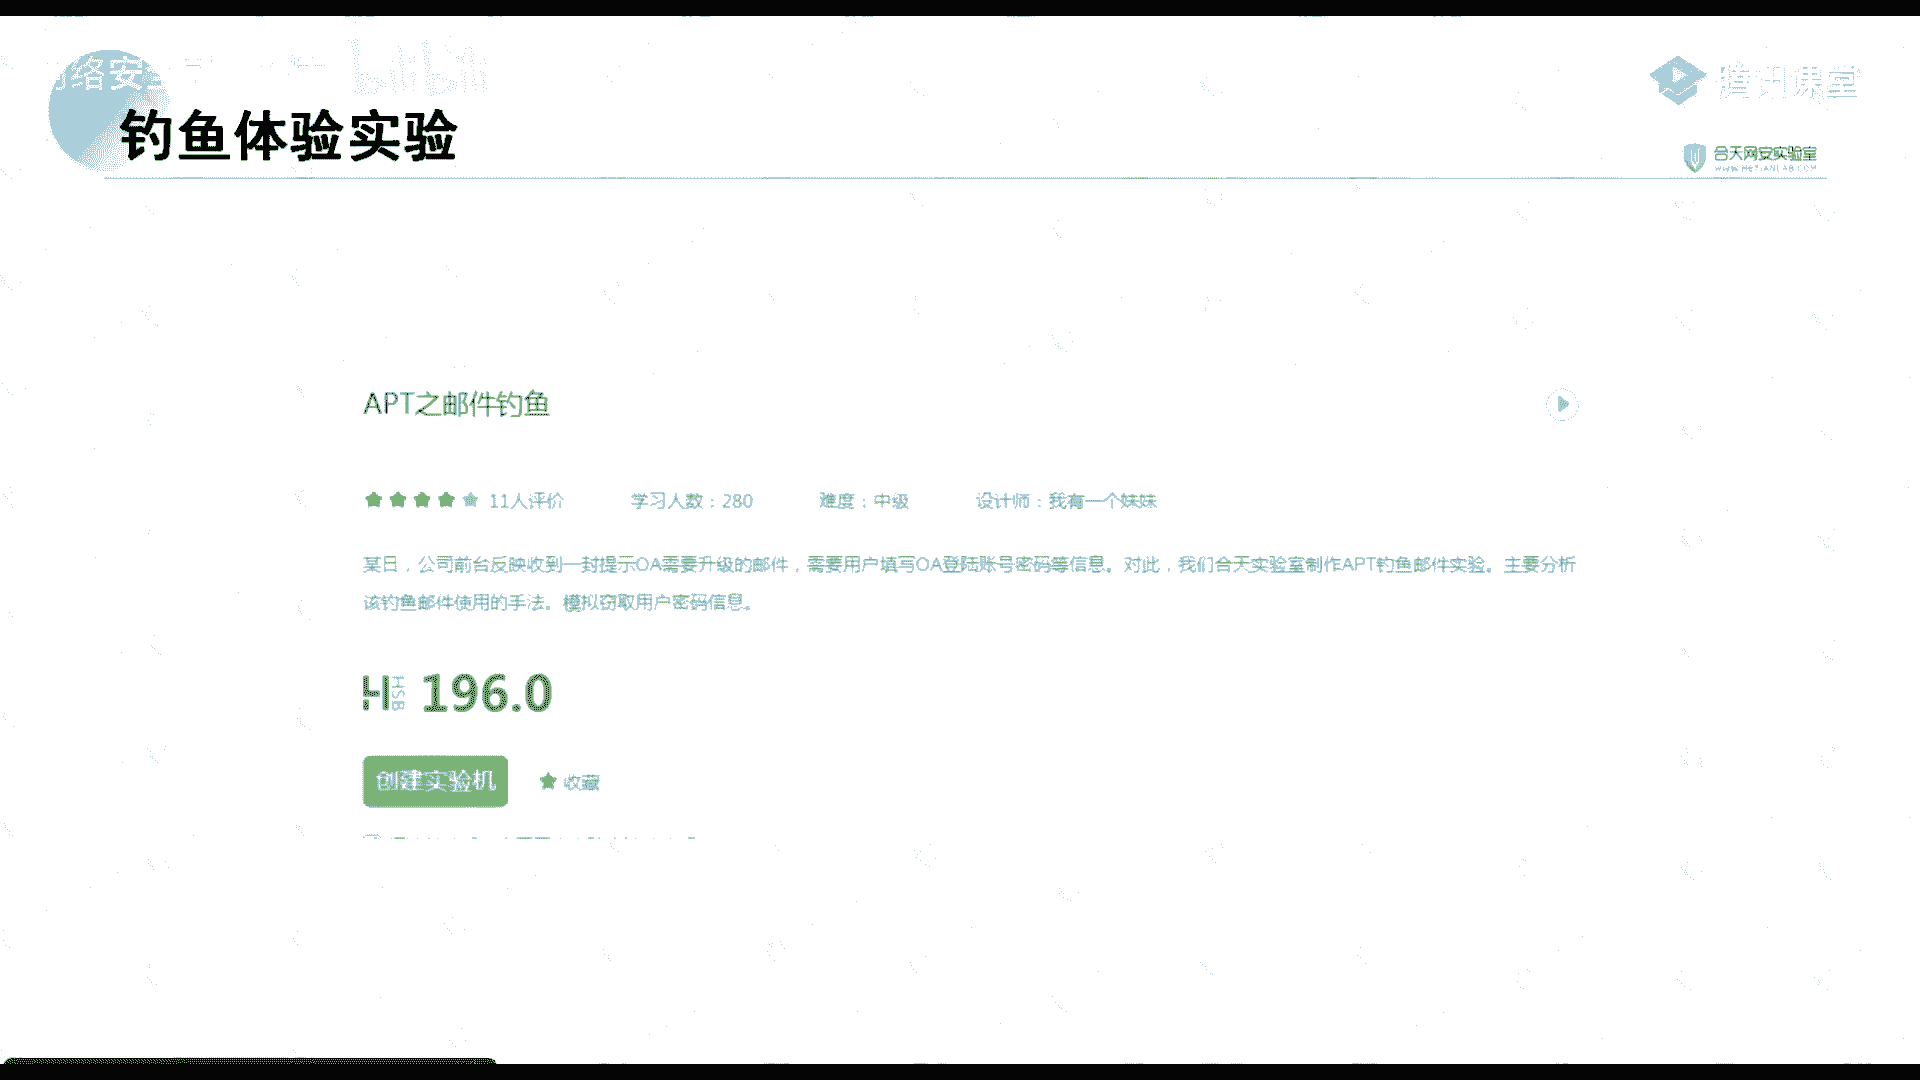 络安
bilibili
腾讯课堂
钓鱼体验实验
合天网安实验室
WWW.HETIANLAB.COM
APT之邮件钓鱼
11人评价 学习人数：280 难度：中级 设计师：我有一个妹妹
某日，公司前台反映收到一封提示OA需要升级的邮件，需要用户填写OA登陆账号密码等信息。对此，我们合天实验室制作APT钓鱼邮件实验。主要分析
该钓鱼邮件使用的手法。模拟窃取用户密码信息。
H HSB 196.0
创建实验机 收藏